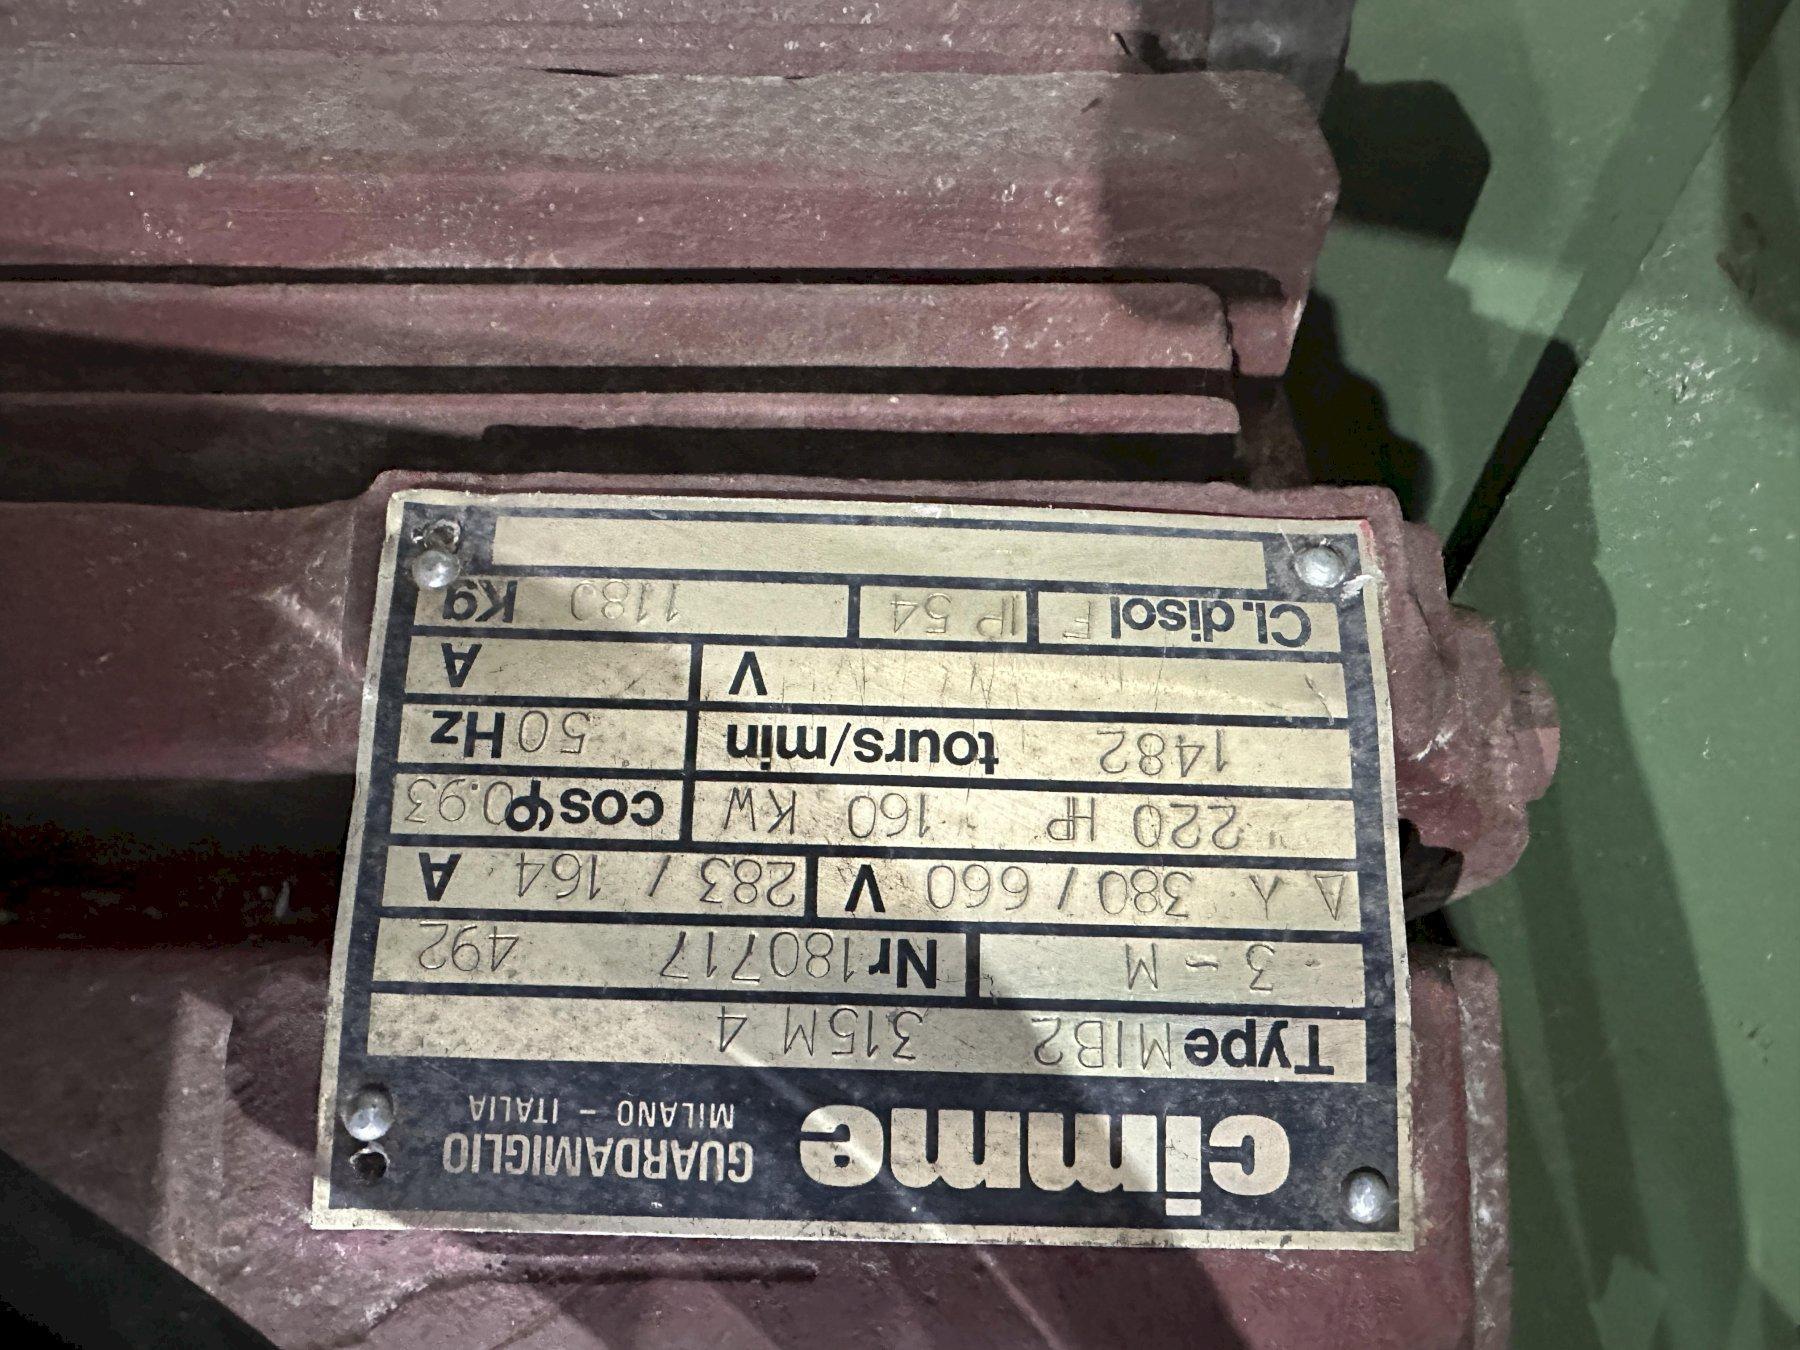 cimme GUARDAMIGLIO
MILANO - ITALIA
Type MIB2 315M 4
3 ~ M Nr 180717 492
Δ Y 380 / 660 V 283 / 164 A
220 HP 160 KW cosφ 0.93
1482 tours/min 50 Hz
V A
Cl. disol F IP 54 1180 Kg